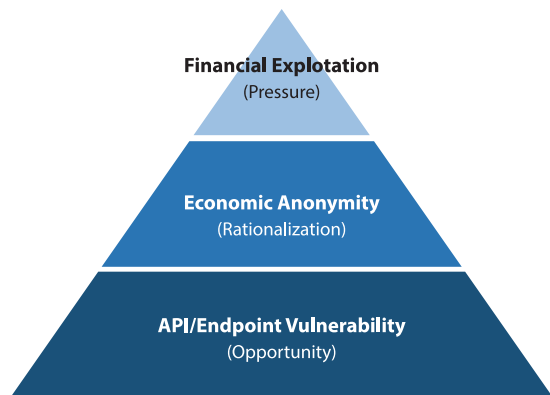 Financial Explotation
(Pressure)
Economic Anonymity
(Rationalization)
API/Endpoint Vulnerability
(Opportunity)